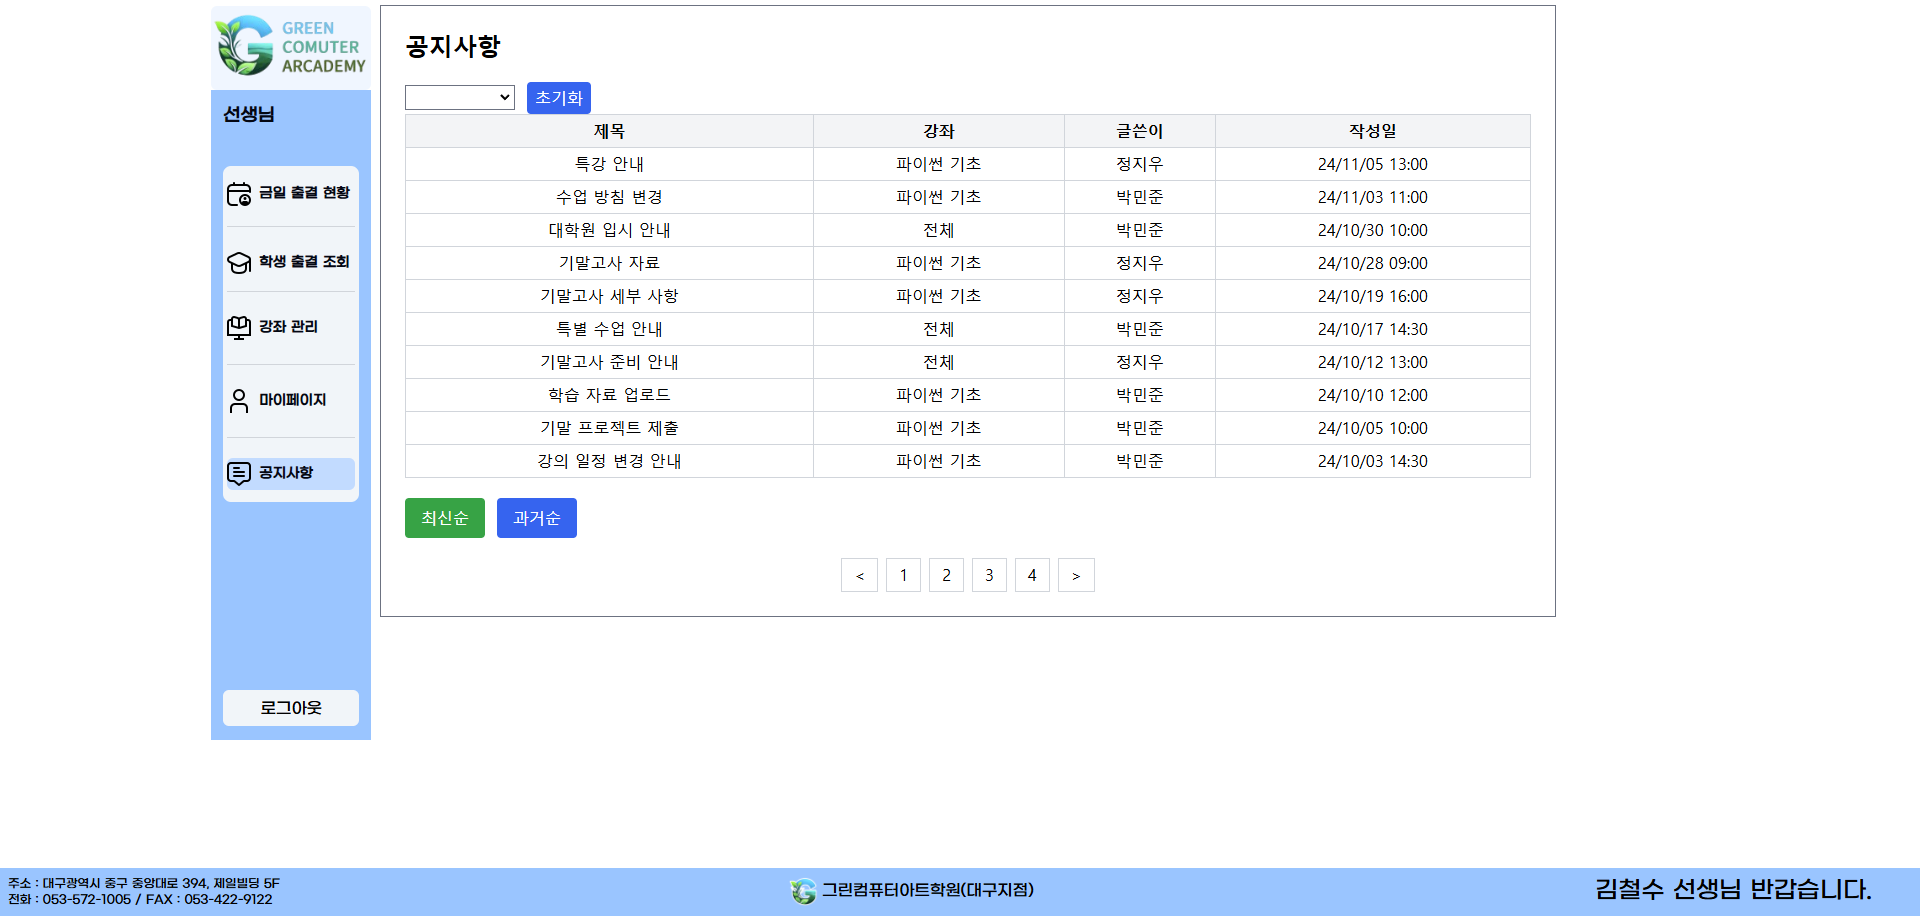 GREEN
COMUTER
ARCADEMY
선생님
금일 출결 현황
학생 출결 조회
강좌 관리
마이페이지
공지사항
로그아웃
공지사항
초기화
제목 강좌 글쓴이 작성일
특강 안내 파이썬 기초 정지우 24/11/05 13:00
수업 방침 변경 파이썬 기초 박민준 24/11/03 11:00
대학원 입시 안내 전체 박민준 24/10/30 10:00
기말고사 자료 파이썬 기초 정지우 24/10/28 09:00
기말고사 세부 사항 파이썬 기초 정지우 24/10/19 16:00
특별 수업 안내 전체 박민준 24/10/17 14:30
기말고사 준비 안내 전체 정지우 24/10/12 13:00
학습 자료 업로드 파이썬 기초 박민준 24/10/10 12:00
기말 프로젝트 제출 파이썬 기초 박민준 24/10/05 10:00
강의 일정 변경 안내 파이썬 기초 박민준 24/10/03 14:30
최신순 과거순
< 1 2 3 4 >
주소 : 대구광역시 중구 중앙대로 394, 제일빌딩 5F
전화 : 053-572-1005 / FAX : 053-422-9122
그린컴퓨터아트학원(대구지점)
김철수 선생님 반갑습니다.